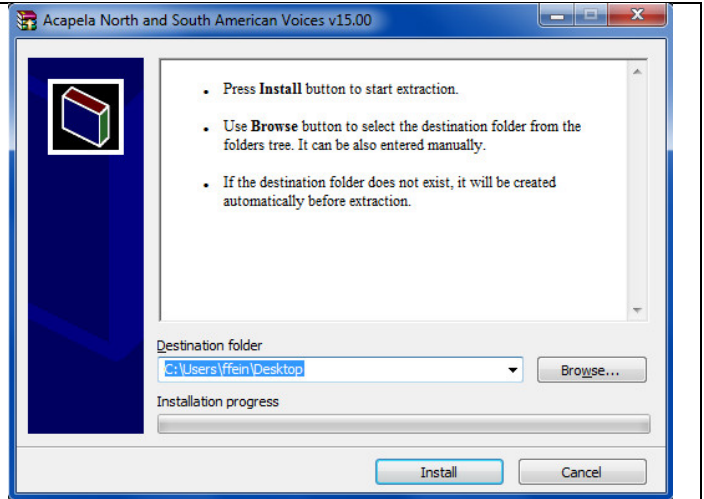 Acapela North and South American Voices v15.00
• Press Install button to start extraction.
• Use Browse button to select the destination folder from the
folders tree. It can be also entered manually.
• If the destination folder does not exist, it will be created
automatically before extraction.
Destination folder
C:\Users\ffein\Desktop
Browse...
Installation progress
Install
Cancel